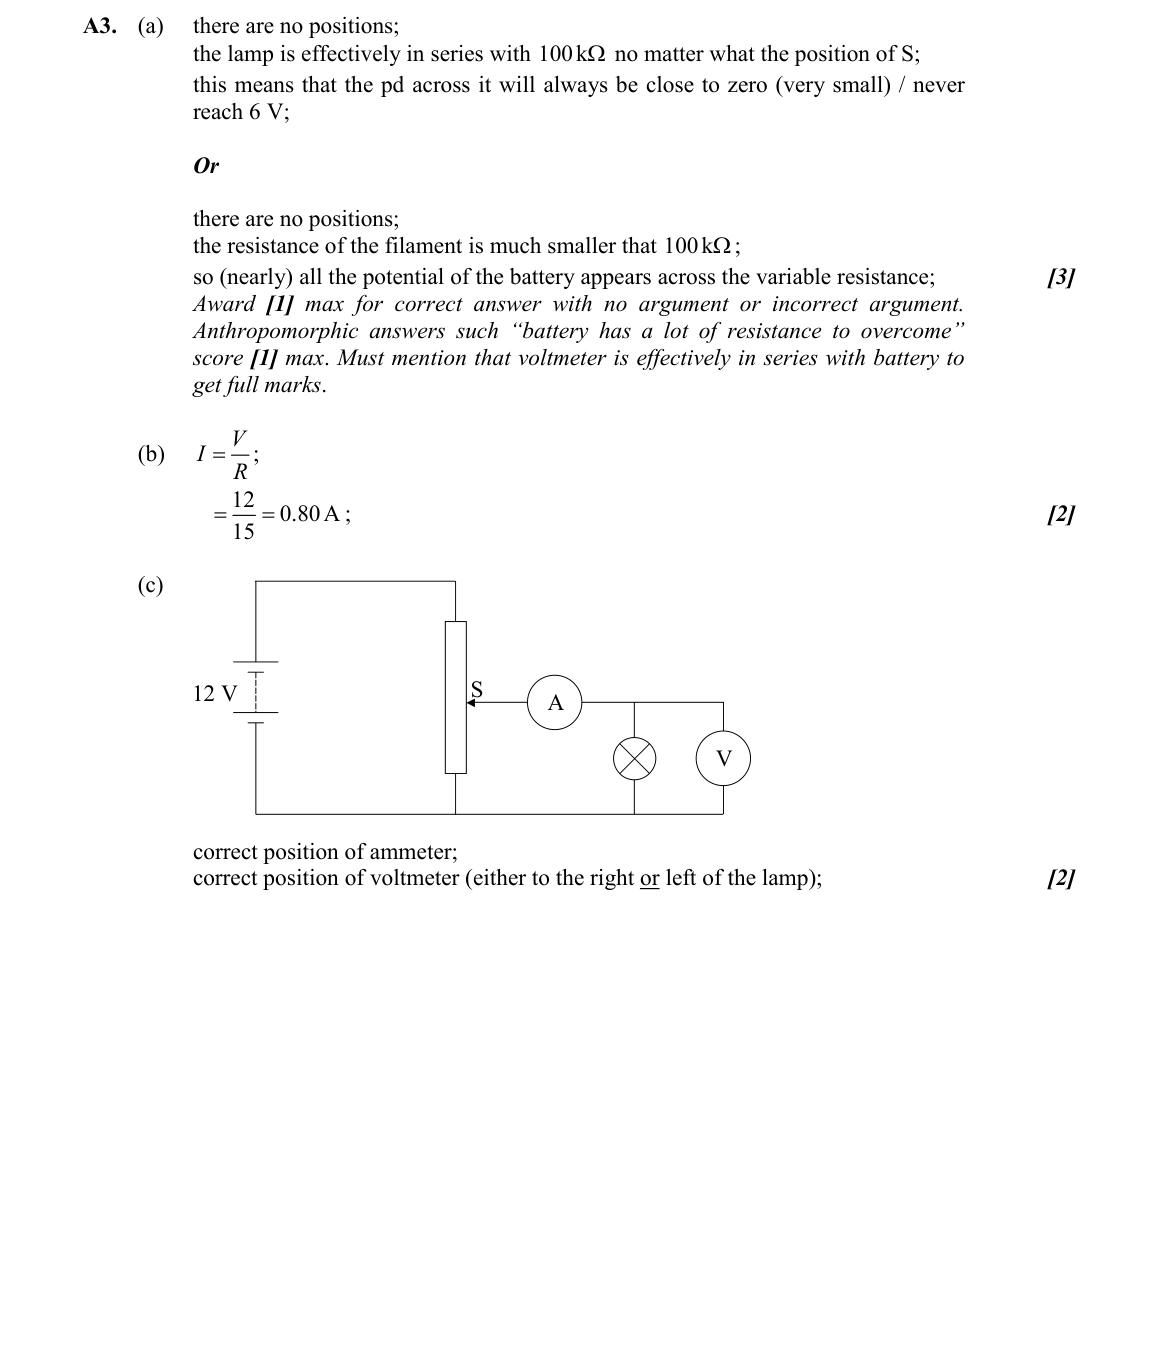 A3. (a) there are no positions;
the lamp is effectively in series with 100 kΩ no matter what the position of S;
this means that the pd across it will always be close to zero (very small) / never
reach 6 V;
Or
there are no positions;
the resistance of the filament is much smaller that 100 kΩ;
so (nearly) all the potential of the battery appears across the variable resistance; [3]
Award [1] max for correct answer with no argument or incorrect argument.
Anthropomorphic answers such “battery has a lot of resistance to overcome”
score [1] max. Must mention that voltmeter is effectively in series with battery to
get full marks.
(b) I = V/R;
= 12/15 = 0.80 A; [2]
(c)
12 V
S
A
V
correct position of ammeter;
correct position of voltmeter (either to the right or left of the lamp); [2]